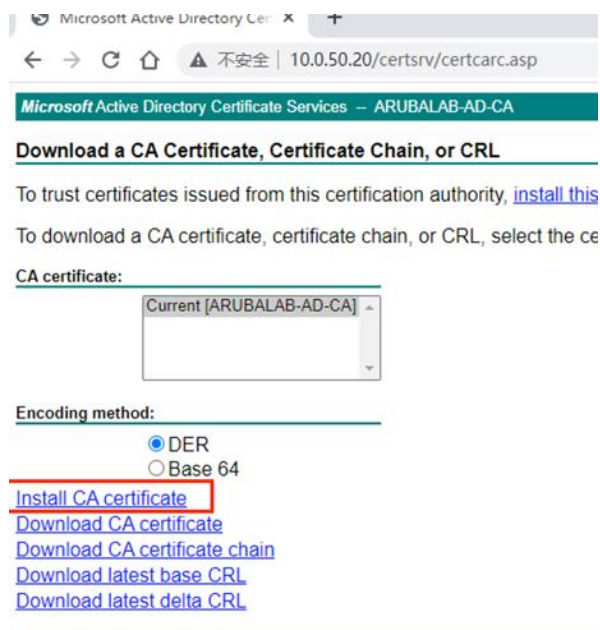 Microsoft Active Directory Cer
不安全 | 10.0.50.20/certsrv/certcarc.asp
Microsoft Active Directory Certificate Services -- ARUBALAB-AD-CA
Download a CA Certificate, Certificate Chain, or CRL
To trust certificates issued from this certification authority, install this
To download a CA certificate, certificate chain, or CRL, select the ce
CA certificate:
Current [ARUBALAB-AD-CA]
Encoding method:
DER
Base 64
Install CA certificate
Download CA certificate
Download CA certificate chain
Download latest base CRL
Download latest delta CRL